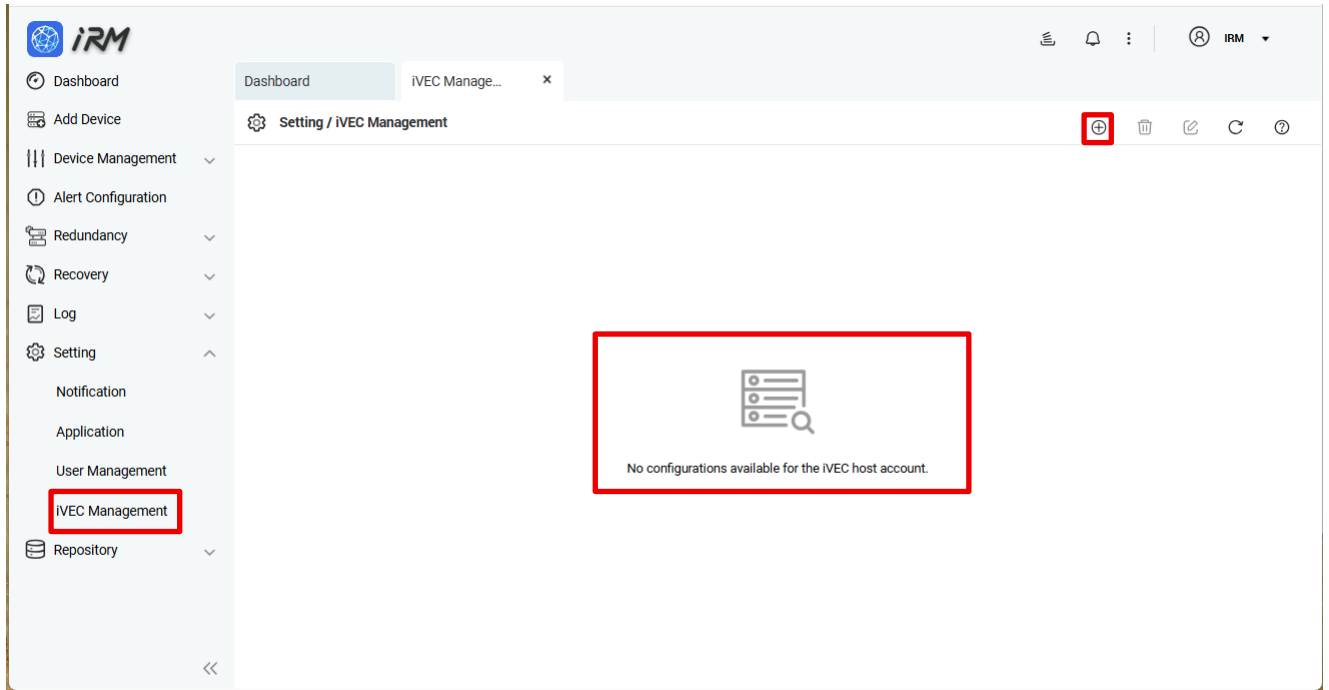 iRM
IRM
Dashboard
Add Device
Device Management
Alert Configuration
Redundancy
Recovery
Log
Setting
Notification
Application
User Management
iVEC Management
Repository
Dashboard
iVEC Manage...
Setting / iVEC Management
No configurations available for the iVEC host account.